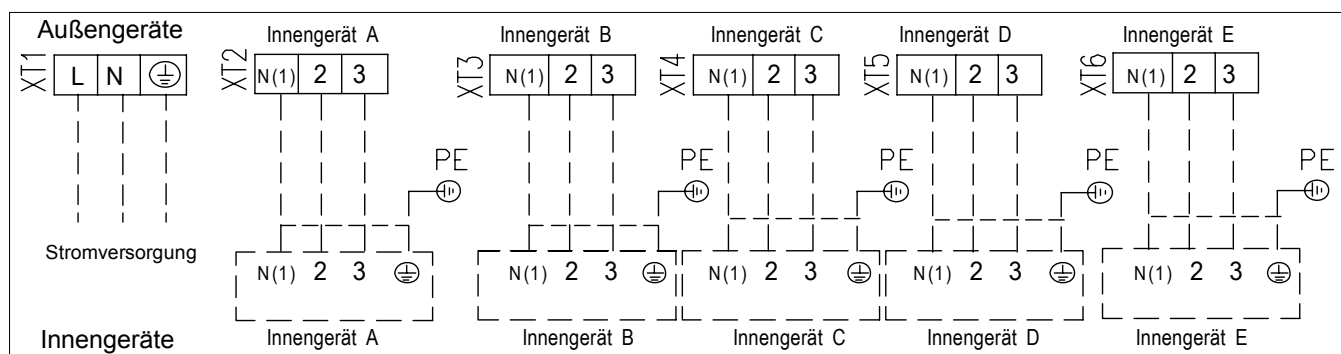 Außengeräte
Innengerät A
Innengerät B
Innengerät C
Innengerät D
Innengerät E
XT1
L N
XT2
N(1) 2 3
XT3
N(1) 2 3
XT4
N(1) 2 3
XT5
N(1) 2 3
XT6
N(1) 2 3
PE
PE
PE
PE
PE
Stromversorgung
N(1) 2 3
N(1) 2 3
N(1) 2 3
N(1) 2 3
N(1) 2 3
Innengeräte
Innengerät A
Innengerät B
Innengerät C
Innengerät D
Innengerät E